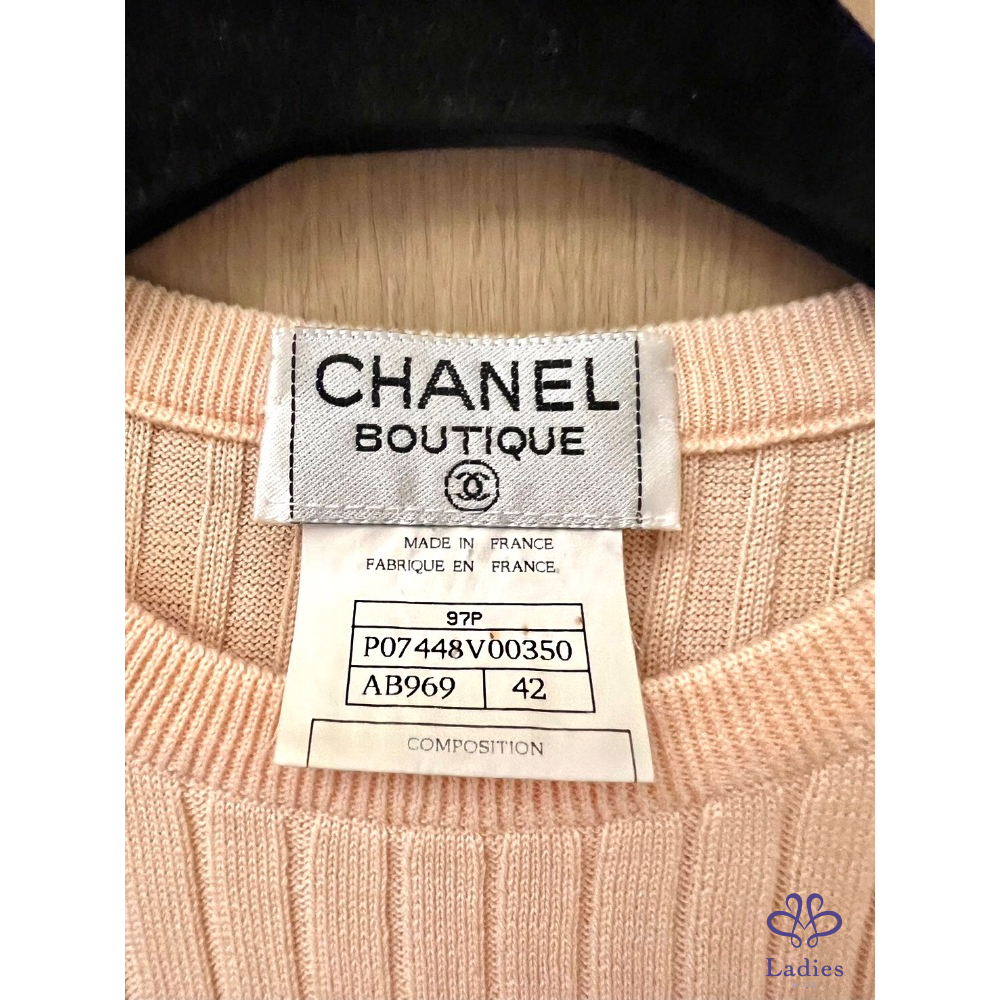 CHANEL
BOUTIQUE
MADE IN FRANCE
FABRIQUE EN FRANCE
97P
P07448V00350
AB969 42
COMPOSITION
Ladies